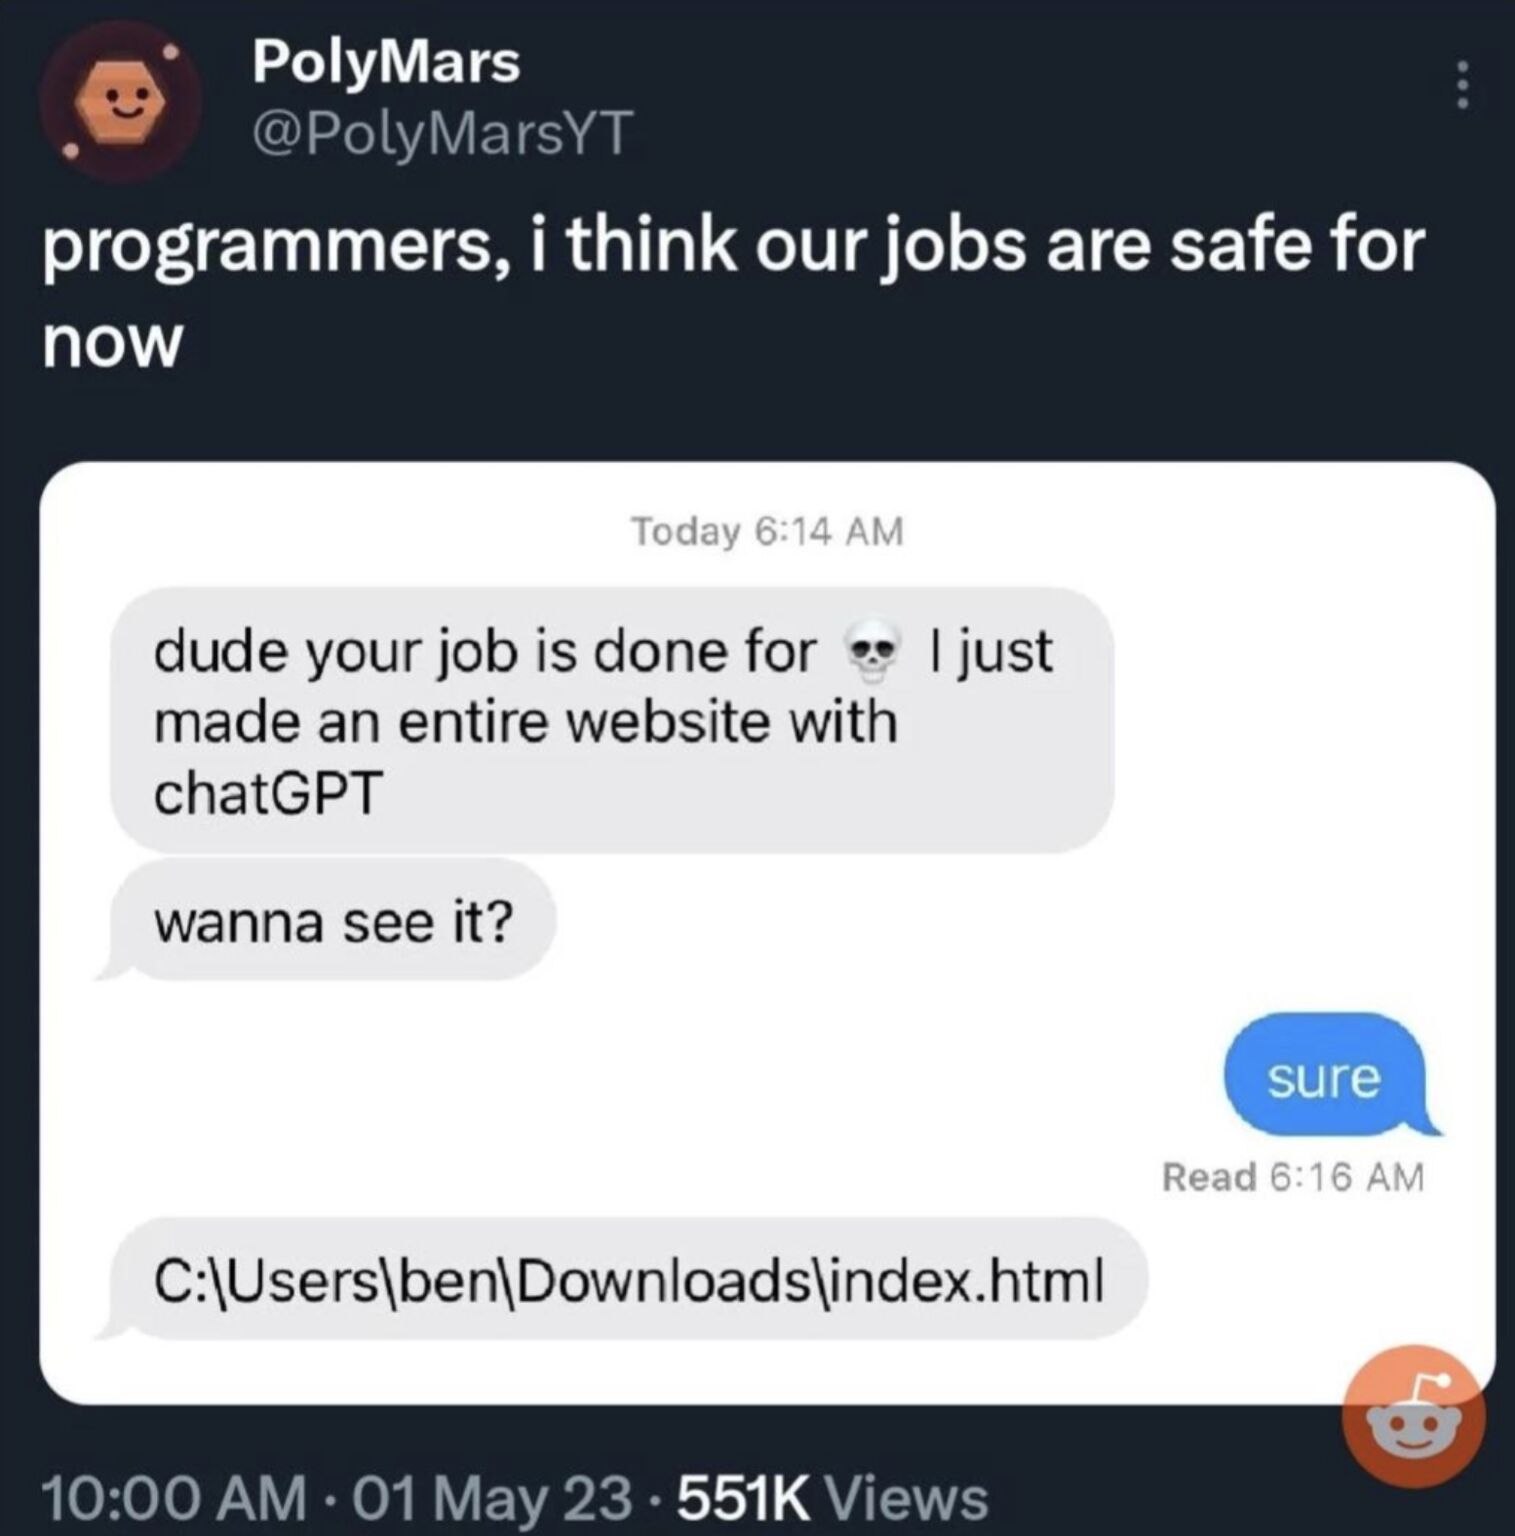 PolyMars
@PolyMarsYT
programmers, i think our jobs are safe for
now
Today 6:14 AM
dude your job is done for 💀 I just
made an entire website with
chatGPT
wanna see it?
sure
Read 6:16 AM
C:\Users\ben\Downloads\index.html
10:00 AM · 01 May 23 · 551K Views